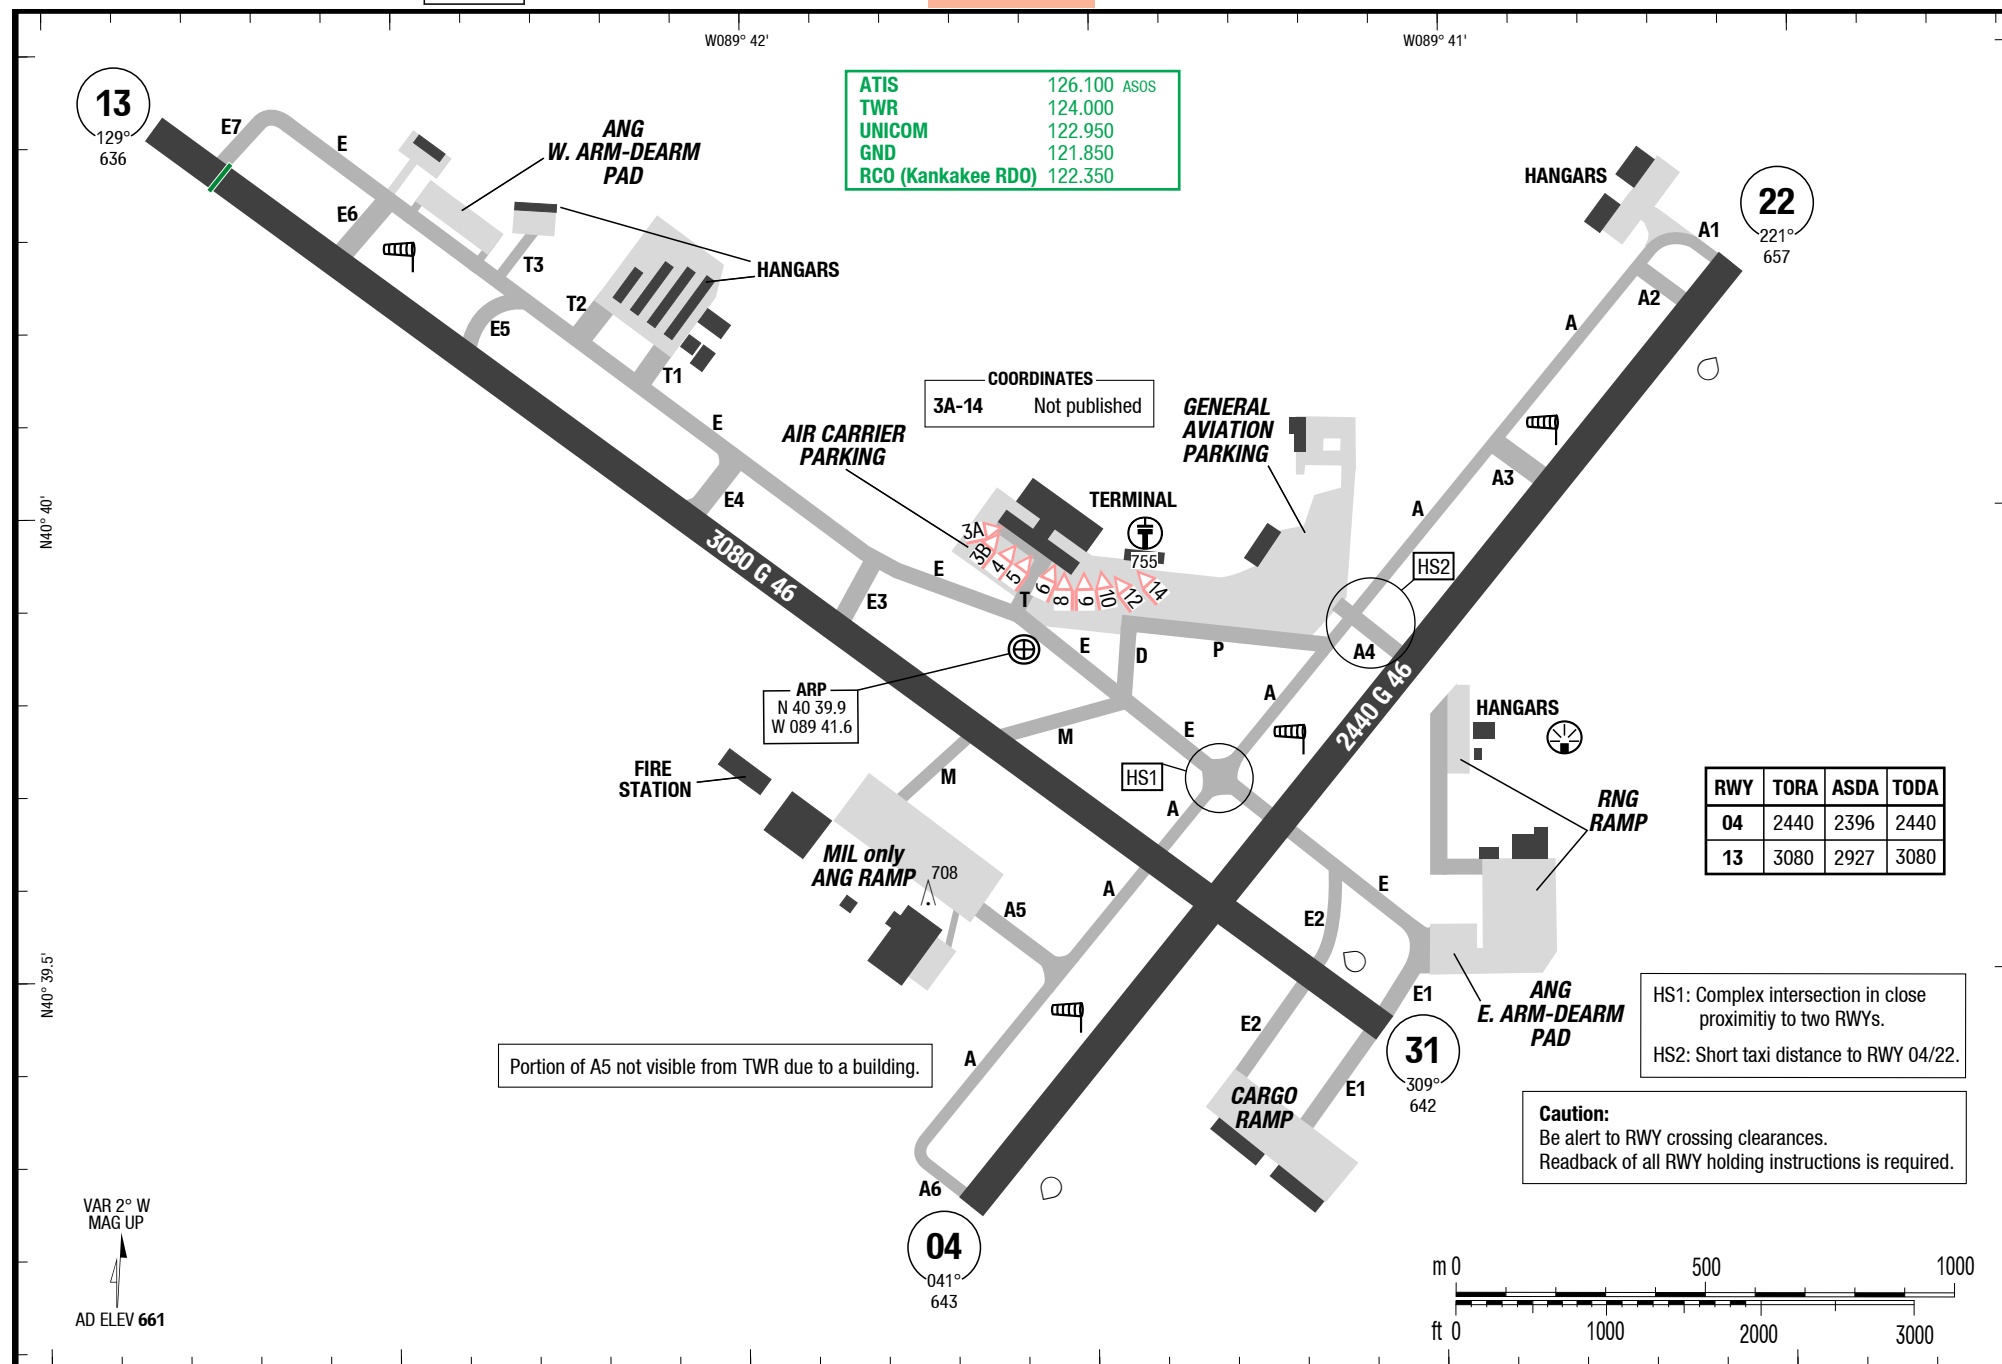 W089° 42'
W089° 41'
13
129°
636
E7
E
ANG
W. ARM-DEARM
PAD
ATIS 126.100 ASOS
TWR 124.000
UNICOM 122.950
GND 121.850
RCO (Kankakee RDO) 122.350
HANGARS
22
221°
657
A1
E6
T3
HANGARS
T2
E5
T1
A2
A
COORDINATES
3A-14 Not published
E
AIR CARRIER
PARKING
GENERAL
AVIATION
PARKING
A3
A
E4
TERMINAL
755
N40° 40'
3080 G 46
3A
3B
4
5
6
8
9
10
12
14
HS2
E
E3
T
E
D
P
A4
A
ARP
N 40 39.9
W 089 41.6
M
E
2440 G 46
HANGARS
FIRE
STATION
M
HS1
A
RNG
RAMP
RWY TORA ASDA TODA
04 2440 2396 2440
13 3080 2927 3080
MIL only
ANG RAMP
708
A
A5
E
E2
N40° 39.5'
E1
ANG
E. ARM-DEARM
PAD
HS1: Complex intersection in close
proximitiy to two RWYs.
HS2: Short taxi distance to RWY 04/22.
E2
31
309°
642
Portion of A5 not visible from TWR due to a building.
A
E1
CARGO
RAMP
Caution:
Be alert to RWY crossing clearances.
Readback of all RWY holding instructions is required.
A6
04
041°
643
VAR 2° W
MAG UP
AD ELEV 661
m 0 500 1000
ft 0 1000 2000 3000